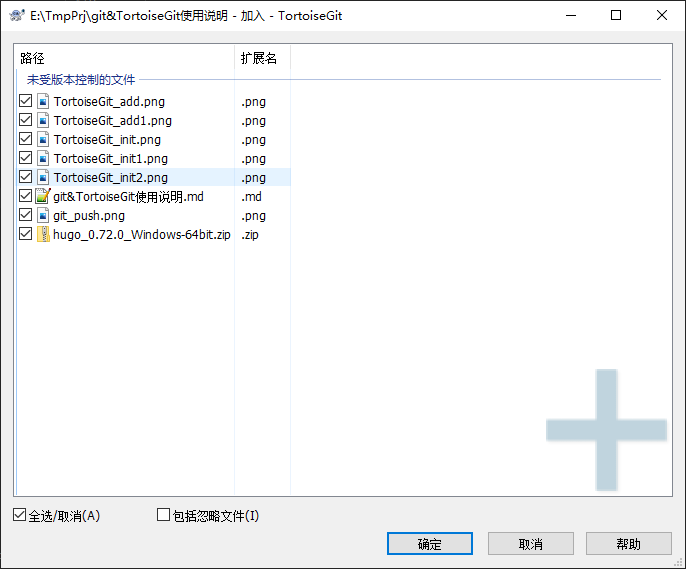 E:\TmpPrj\git&TortoiseGit使用说明 - 加入 - TortoiseGit
路径 扩展名
未受版本控制的文件
TortoiseGit_add.png .png
TortoiseGit_add1.png .png
TortoiseGit_init.png .png
TortoiseGit_init1.png .png
TortoiseGit_init2.png .png
git&TortoiseGit使用说明.md .md
git_push.png .png
hugo_0.72.0_Windows-64bit.zip .zip
全选/取消(A) 包括忽略文件(I)
确定 取消 帮助